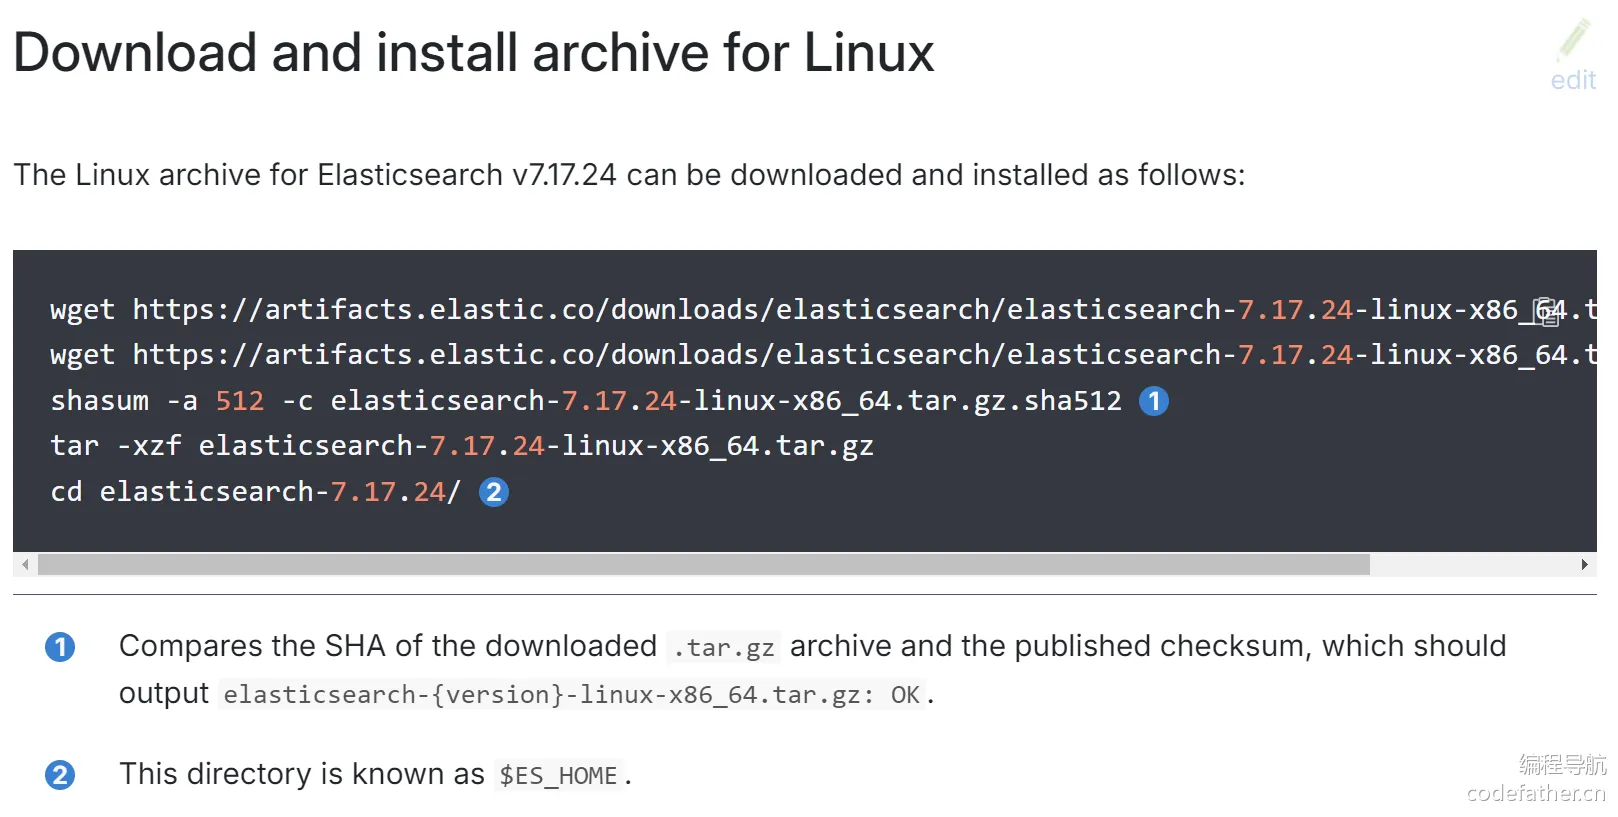 Download and install archive for Linux
edit
The Linux archive for Elasticsearch v7.17.24 can be downloaded and installed as follows:
wget https://artifacts.elastic.co/downloads/elasticsearch/elasticsearch-7.17.24-linux-x86_64.t
wget https://artifacts.elastic.co/downloads/elasticsearch/elasticsearch-7.17.24-linux-x86_64.t
shasum -a 512 -c elasticsearch-7.17.24-linux-x86_64.tar.gz.sha512 1
tar -xzf elasticsearch-7.17.24-linux-x86_64.tar.gz
cd elasticsearch-7.17.24/ 2
1 Compares the SHA of the downloaded .tar.gz archive and the published checksum, which should
output elasticsearch-{version}-linux-x86_64.tar.gz: OK.
2 This directory is known as $ES_HOME.
编程导航
codefather.cn